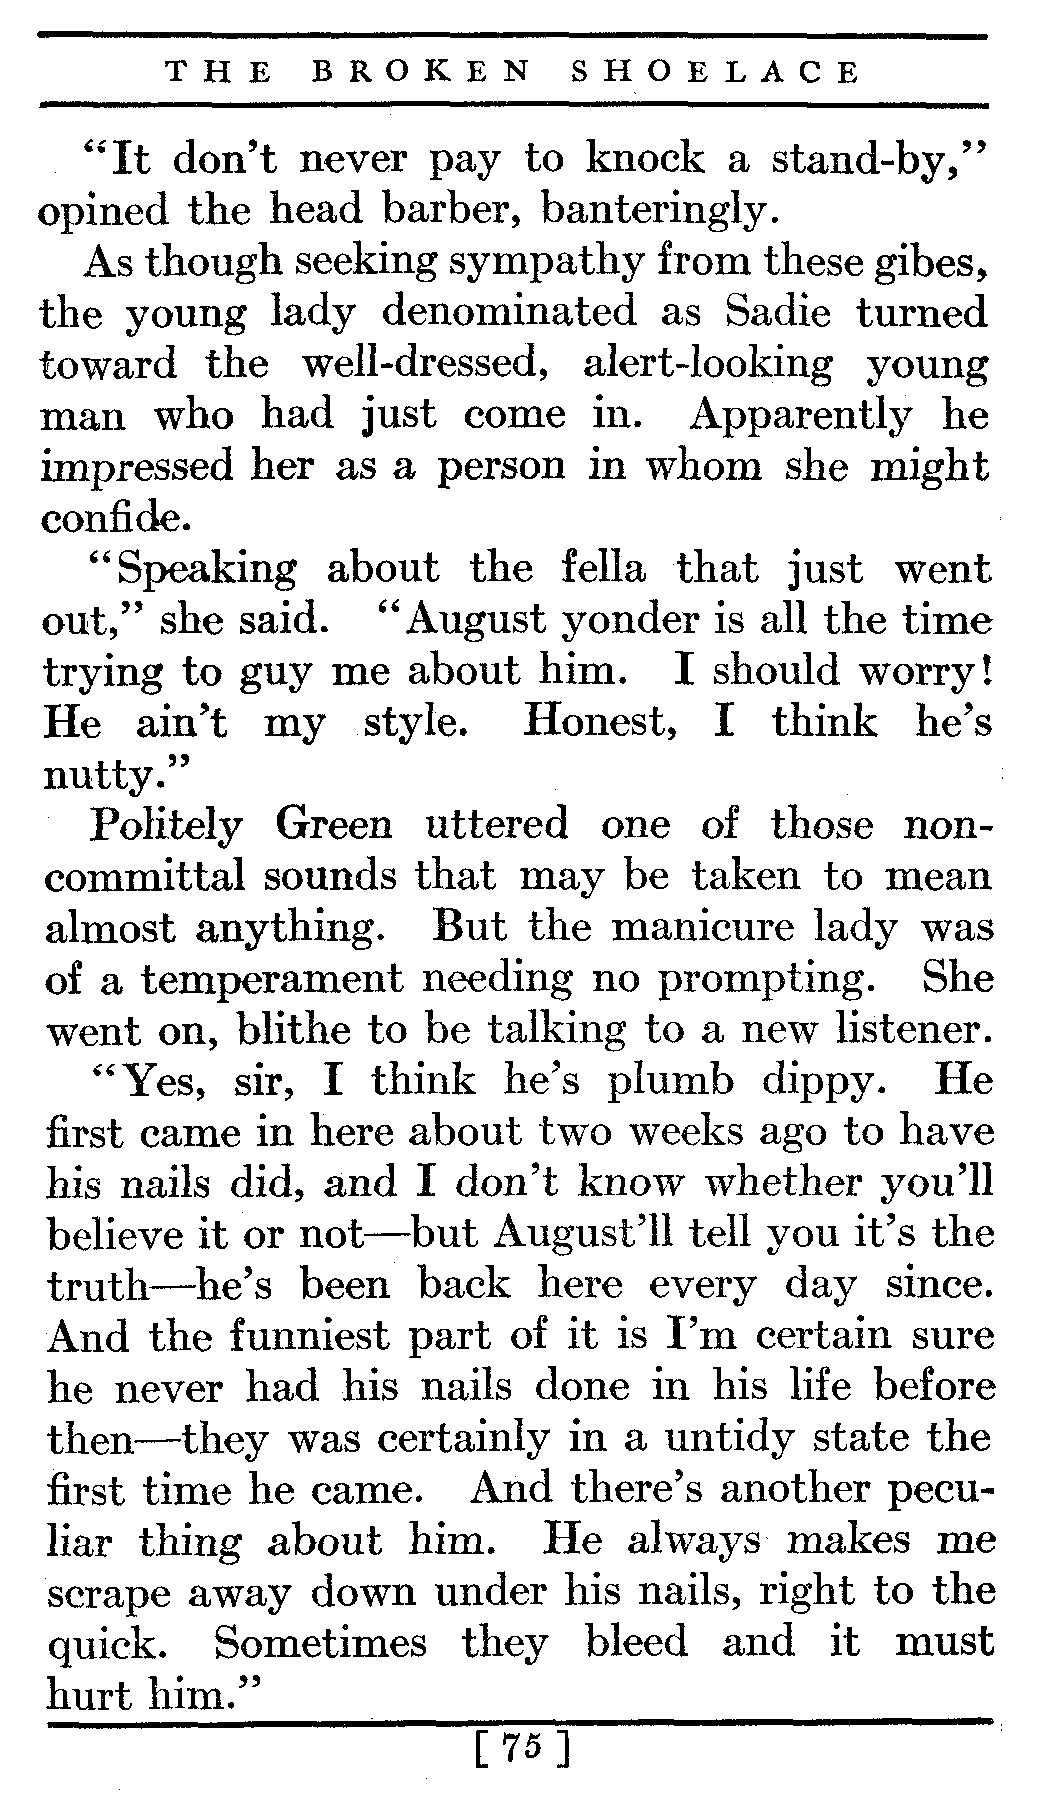 THE BROKEN SHOELACE
“It don’t never pay to knock a stand-by,”
opined the head barber, banteringly.
As though seeking sympathy from these gibes,
the young lady denominated as Sadie turned
toward the well-dressed, alert-looking young
man who had just come in. Apparently he
impressed her as a person in whom she might
confide.
“Speaking about the fella that just went
out,” she said. “August yonder is all the time
trying to guy me about him. I should worry!
He ain’t my style. Honest, I think he’s
nutty.”
Politely Green uttered one of those non-
committal sounds that may be taken to mean
almost anything. But the manicure lady was
of a temperament needing no prompting. She
went on, blithe to be talking to a new listener.
“Yes, sir, I think he’s plumb dippy. He
first came in here about two weeks ago to have
his nails did, and I don’t know whether you’ll
believe it or not—but August’ll tell you it’s the
truth—he’s been back here every day since.
And the funniest part of it is I’m certain sure
he never had his nails done in his life before
then—they was certainly in a untidy state the
first time he came. And there’s another pecu-
liar thing about him. He always makes me
scrape away down under his nails, right to the
quick. Sometimes they bleed and it must
hurt him.”
[ 75 ]